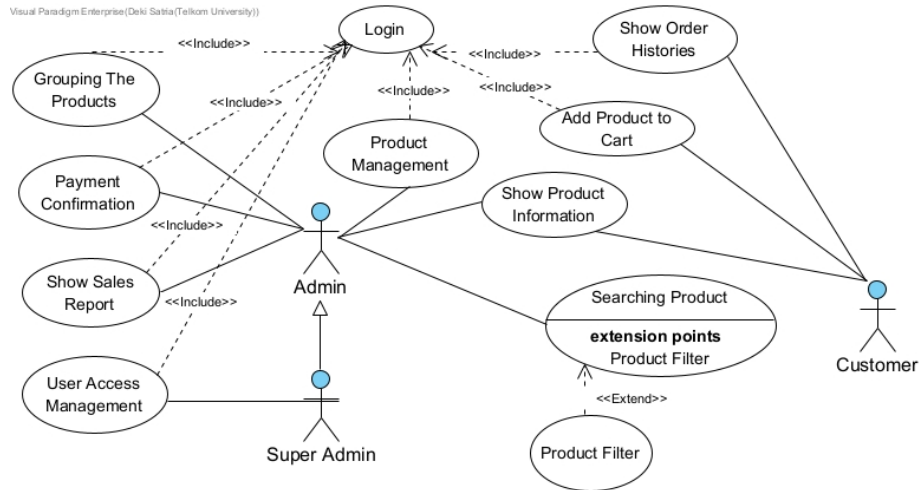 Visual Paradigm Enterprise(Deki Satria(Telkom University))
Login
Show Order
Histories
<<Include>>
<<Include>>
Grouping The
Products
<<Include>>
<<Include>>
<<Include>>
Add Product to
Cart
Product
Management
Payment
Confirmation
Show Product
Information
<<Include>>
Admin
Show Sales
Report
<<Include>>
Searching Product
extension points
Product Filter
Customer
User Access
Management
<<Extend>>
Super Admin
Product Filter